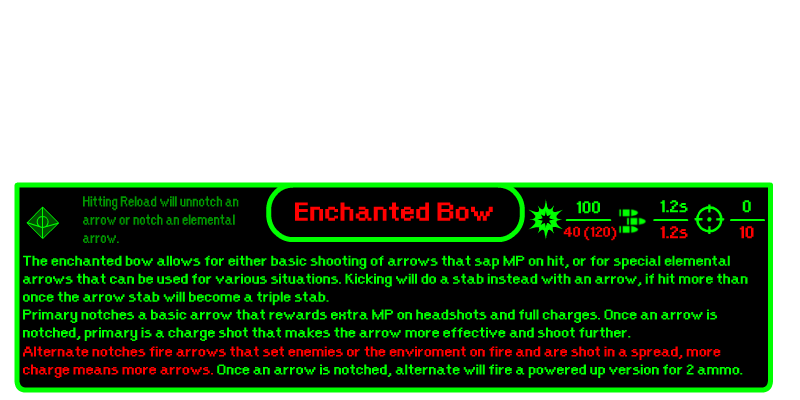 Hitting Reload will unnotch an
arrow or notch an elemental
arrow.
Enchanted Bow
100
40 (120)
1.2s
1.2s
0
10
The enchanted bow allows for either basic shooting of arrows that sap MP on hit, or for special elemental
arrows that can be used for various situations. Kicking will do a stab instead with an arrow, if hit more than
once the arrow stab will become a triple stab.
Primary notches a basic arrow that rewards extra MP on headshots and full charges. Once an arrow is
notched, primary is a charge shot that makes the arrow more effective and shoot further.
Alternate notches fire arrows that set enemies or the enviroment on fire and are shot in a spread, more
charge means more arrows. Once an arrow is notched, alternate will fire a powered up version for 2 ammo.